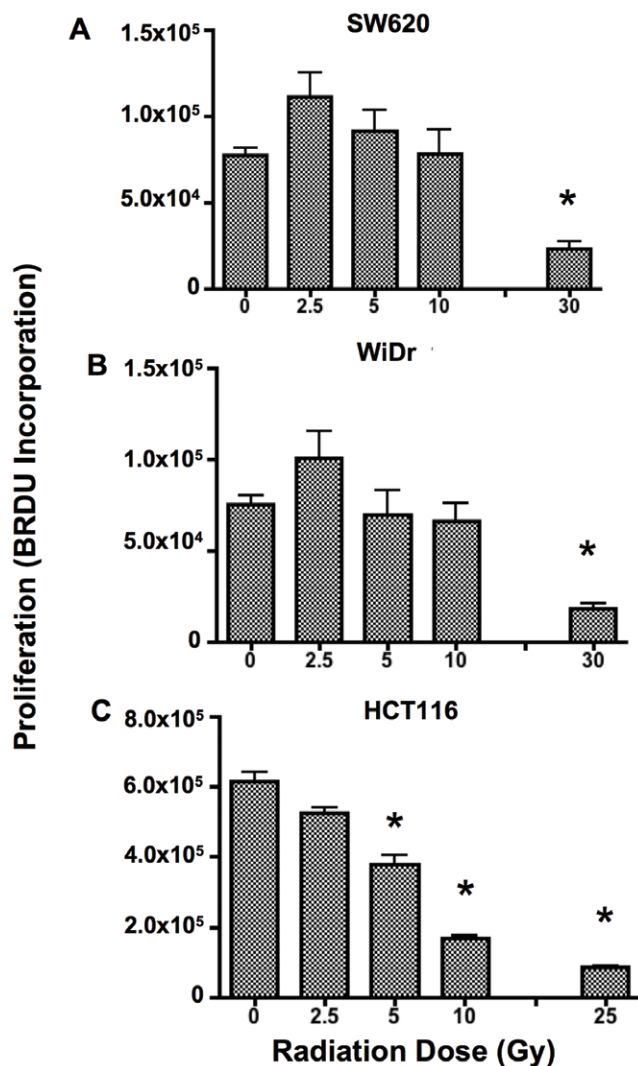 A
SW620
1.5x10⁵
1.0x10⁵
5.0x10⁴
0
*
0 2.5 5 10 30
B
WiDr
1.5x10⁵
1.0x10⁵
5.0x10⁴
0
*
0 2.5 5 10 30
C
HCT116
8.0x10⁵
6.0x10⁵
4.0x10⁵
2.0x10⁵
0
* * *
0 2.5 5 10 25
Proliferation (BRDU Incorporation)
Radiation Dose (Gy)